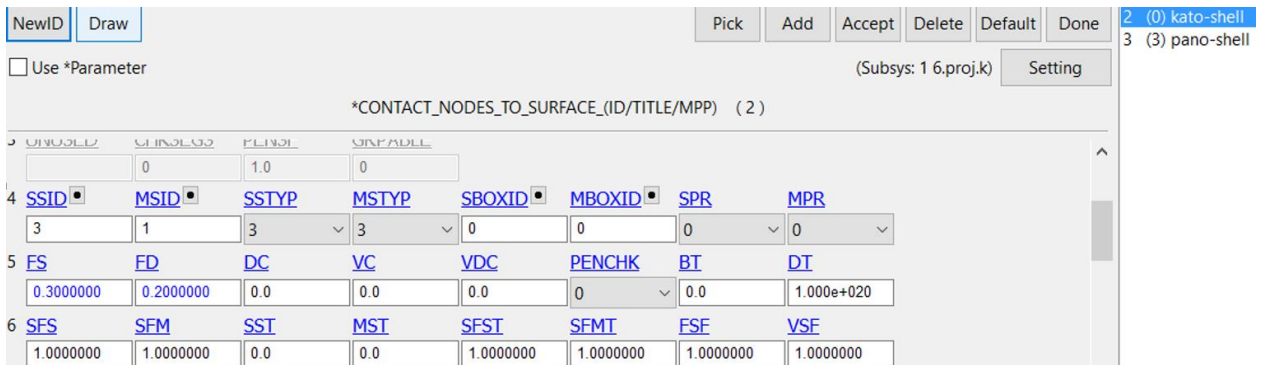 NewID Draw Pick Add Accept Delete Default Done
2 (0) kato-shell
3 (3) pano-shell
Use *Parameter (Subsys: 1 6.proj.k) Setting
*CONTACT_NODES_TO_SURFACE_(ID/TITLE/MPP) (2)
UNUSED CHKSEGS PENSF GRPABLE
0 1.0 0
4 SSID MSID SSTYP MSTYP SBOXID MBOXID SPR MPR
3 1 3 3 0 0 0 0
5 FS FD DC VC VDC PENCHK BT DT
0.3000000 0.2000000 0.0 0.0 0.0 0 0.0 1.000e+020
6 SFS SFM SST MST SFST SFMT FSF VSF
1.0000000 1.0000000 0.0 0.0 1.0000000 1.0000000 1.0000000 1.0000000